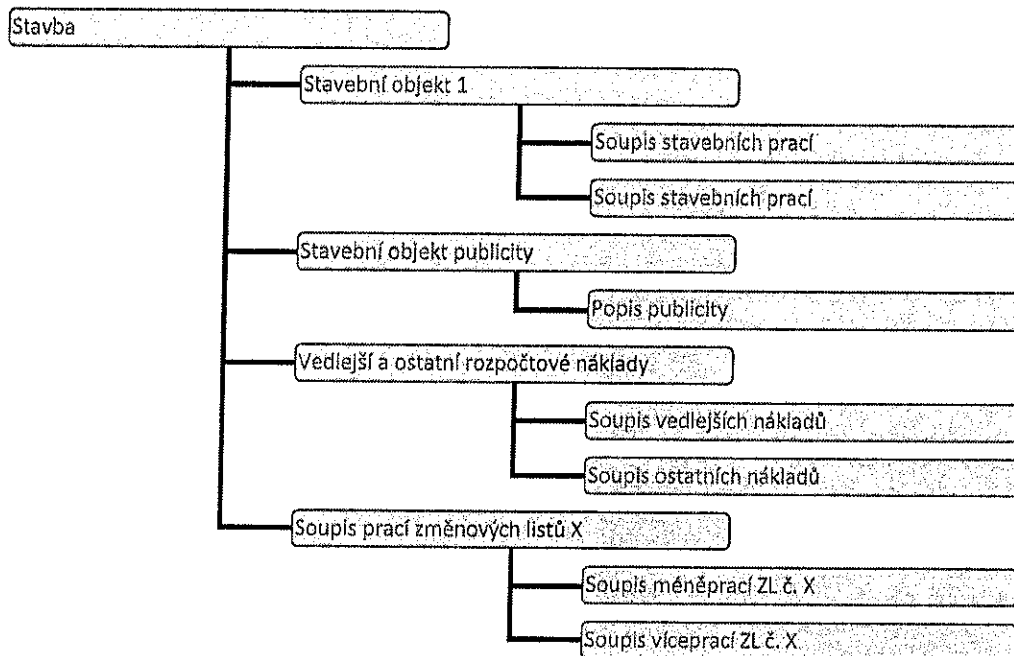 Stavba
Stavební objekt 1
Soupis stavebních prací
Soupis stavebních prací
Stavební objekt publicity
Popis publicity
Vedlejší a ostatní rozpočtové náklady
Soupis vedlejších nákladů
Soupis ostatních nákladů
Soupis prací změnových listů X
Soupis méněprací ZL č. X
Soupis víceprací ZL č. X